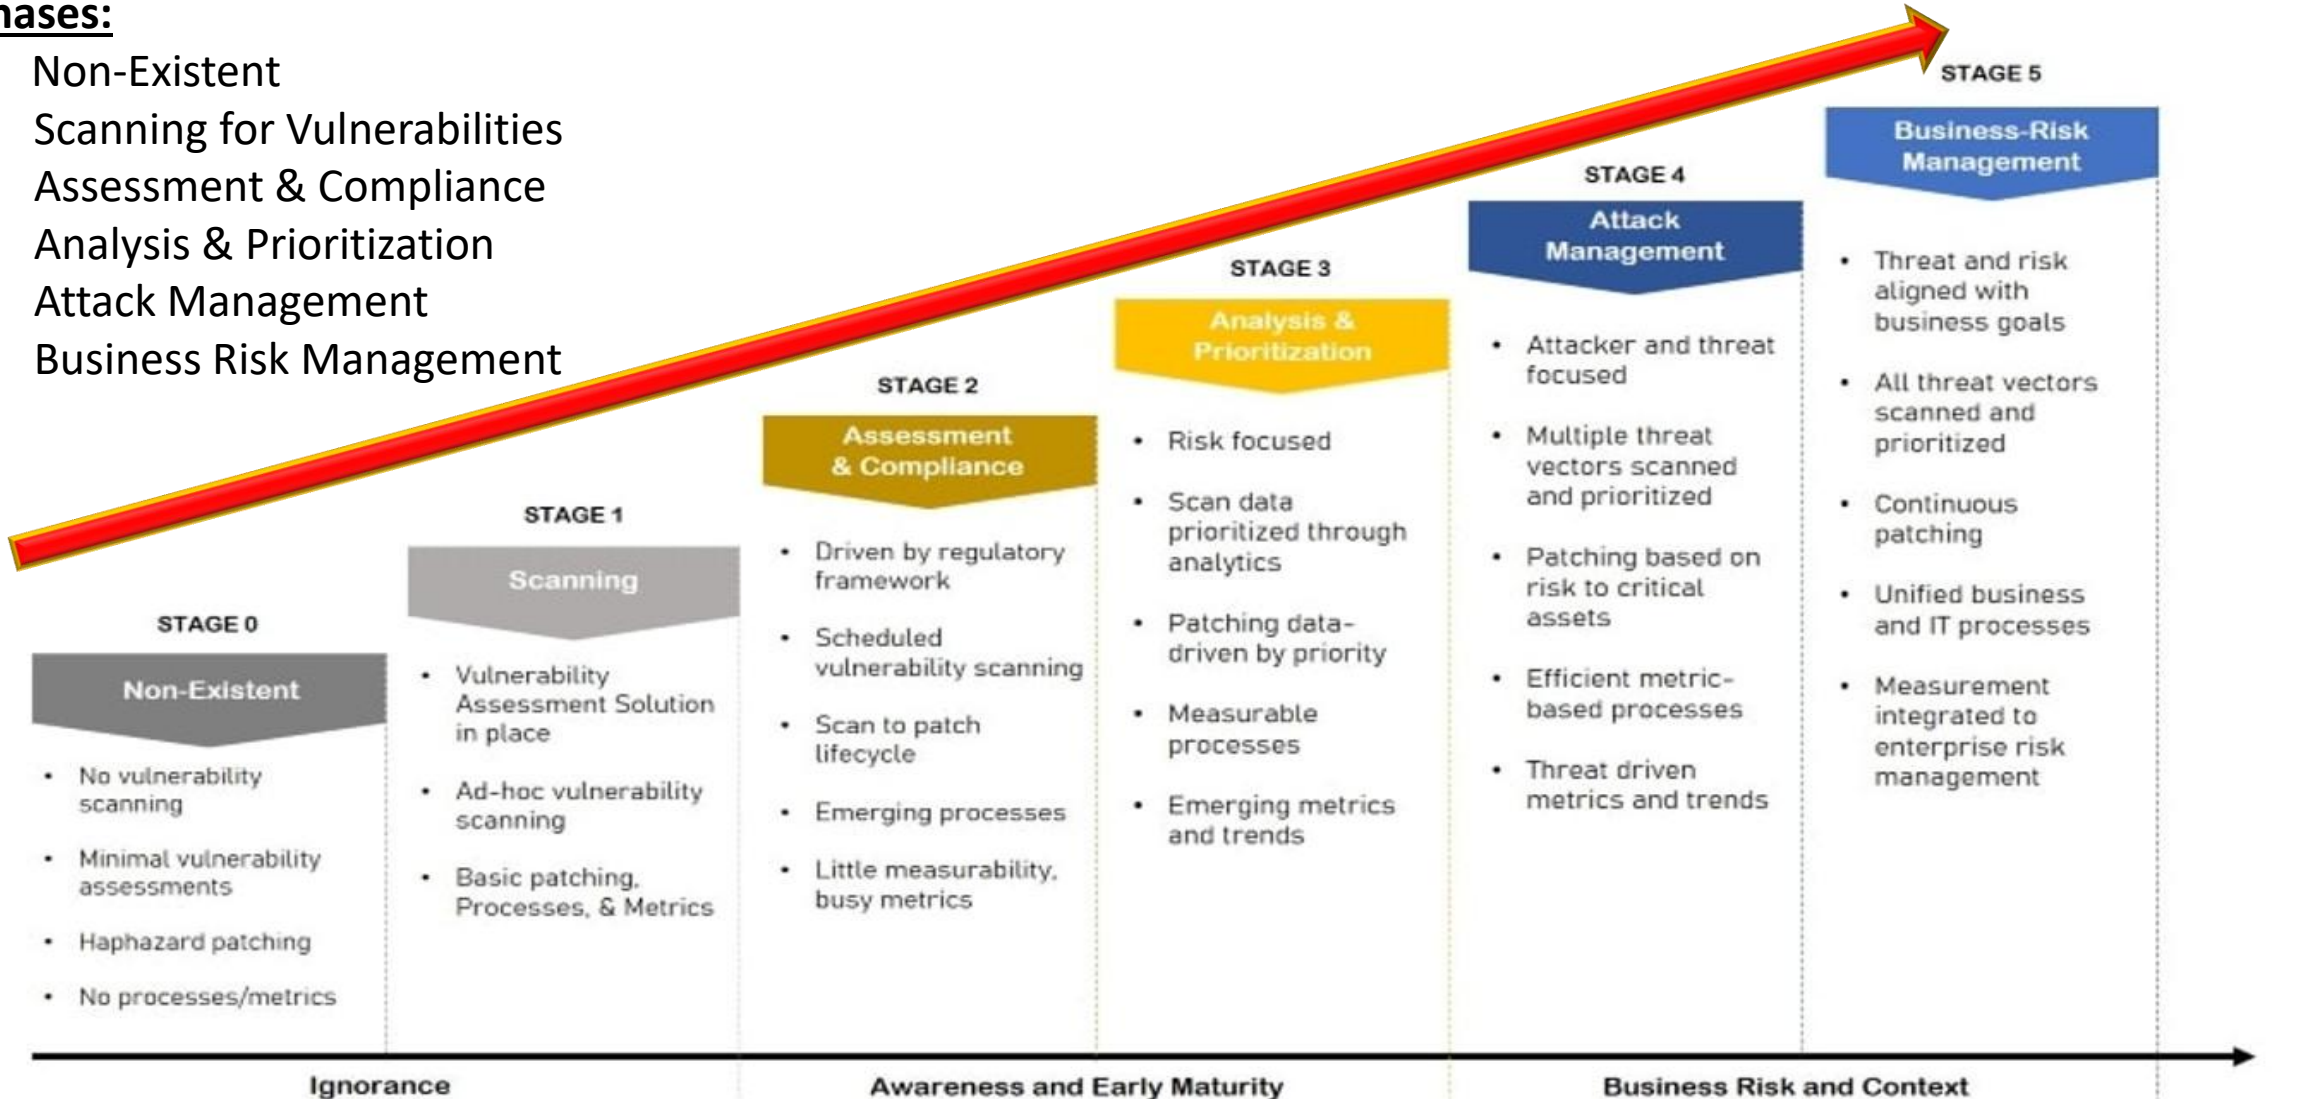 hases:
Non-Existent
Scanning for Vulnerabilities
Assessment & Compliance
Analysis & Prioritization
Attack Management
Business Risk Management
STAGE 0
Non-Existent
• No vulnerability
scanning
• Minimal vulnerability
assessments
• Haphazard patching
• No processes/metrics
STAGE 1
Scanning
• Vulnerability
Assessment Solution
in place
• Ad-hoc vulnerability
scanning
• Basic patching,
Processes, & Metrics
STAGE 2
Assessment
& Compliance
• Driven by regulatory
framework
• Scheduled
vulnerability scanning
• Scan to patch
lifecycle
• Emerging processes
• Little measurability,
busy metrics
STAGE 3
Analysis &
Prioritization
• Risk focused
• Scan data
prioritized through
analytics
• Patching data-
driven by priority
• Measurable
processes
• Emerging metrics
and trends
STAGE 4
Attack
Management
• Attacker and threat
focused
• Multiple threat
vectors scanned
and prioritized
• Patching based on
risk to critical
assets
• Efficient metric-
based processes
• Threat driven
metrics and trends
STAGE 5
Business-Risk
Management
• Threat and risk
aligned with
business goals
• All threat vectors
scanned and
prioritized
• Continuous
patching
• Unified business
and IT processes
• Measurement
integrated to
enterprise risk
management
Ignorance
Awareness and Early Maturity
Business Risk and Context